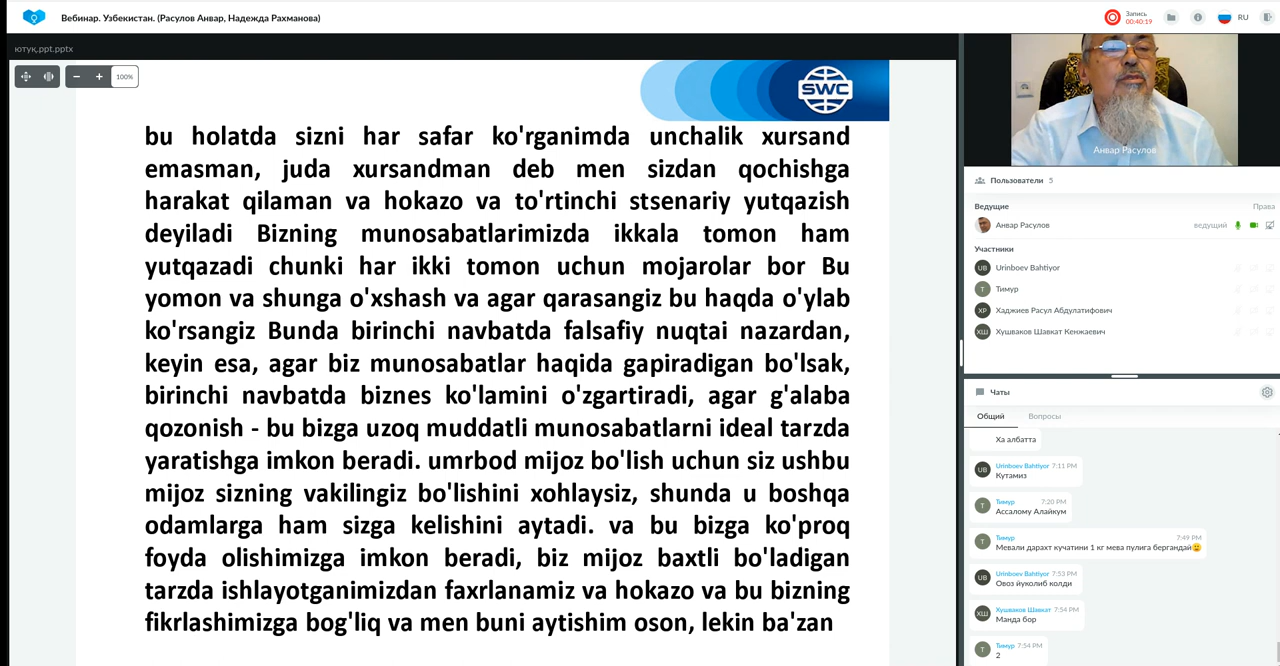 Вебинар. Узбекистан. (Расулов Анвар, Надежда Рахманова)
Запись
00:40:19
RU
ютуқ.ppt.pptx
100%
SWC
bu holatda sizni har safar ko'rganimda unchalik xursand
emasman, juda xursandman deb men sizdan qochishga
harakat qilaman va hokazo va to'rtinchi stsenariy yutqazish
deyiladi Bizning munosabatlarimizda ikkala tomon ham
yutqazadi chunki har ikki tomon uchun mojarolar bor Bu
yomon va shunga o'xshash va agar qarasangiz bu haqda o'ylab
ko'rsangiz Bunda birinchi navbatda falsafiy nuqtai nazardan,
keyin esa, agar biz munosabatlar haqida gapiradigan bo'lsak,
birinchi navbatda biznes ko'lamini o'zgartiradi, agar g'alaba
qozonish - bu bizga uzoq muddatli munosabatlarni ideal tarzda
yaratishga imkon beradi. umrbod mijoz bo'lish uchun siz ushbu
mijoz sizning vakilingiz bo'lishini xohlaysiz, shunda u boshqa
odamlarga ham sizga kelishini aytadi. va bu bizga ko'proq
foyda olishimizga imkon beradi, biz mijoz baxtli bo'ladigan
tarzda ishlayotganimizdan faxrlanamiz va hokazo va bu bizning
fikrlashimizga bog'liq va men buni aytishim oson, lekin ba'zan
Анвар Расулов
Пользователи 5
Ведущие Права
Анвар Расулов ведущий
Участники
UB Urinboev Bahtiyor
Т Тимур
ХР Хаджиев Расул Абдулатифович
ХШ Хушваков Шавкат Кенжаевич
Чаты
Общий Вопросы
Ха албатта
UB Urinboev Bahtiyor 7:11 PM
Кутамиз
Т Тимур 7:20 PM
Ассалому Алайкум
Т Тимур 7:49 PM
Мевали дарахт кучатини 1 кг мева пулига бергандай🙂
UB Urinboev Bahtiyor 7:53 PM
Овоз йуколиб колди
ХШ Хушваков Шавкат 7:54 PM
Манда бор
Т Тимур 7:54 PM
2